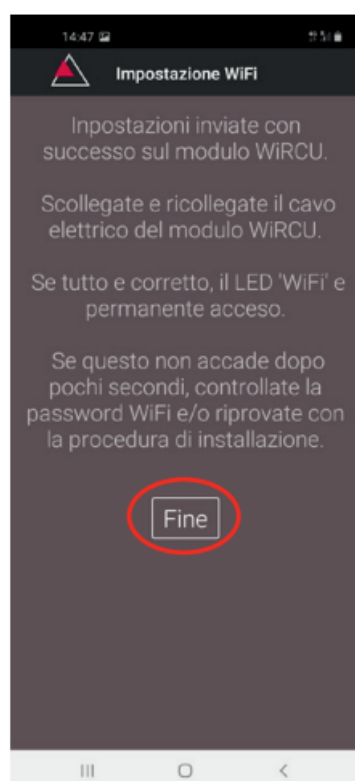 14:47
Impostazione WiFi
Inpostazioni inviate con
successo sul modulo WiRCU.
Scollegate e ricollegate il cavo
elettrico del modulo WiRCU.
Se tutto e corretto, il LED 'WiFi' e
permanente acceso.
Se questo non accade dopo
pochi secondi, controllate la
password WiFi e/o riprovate con
la procedura di installazione.
Fine